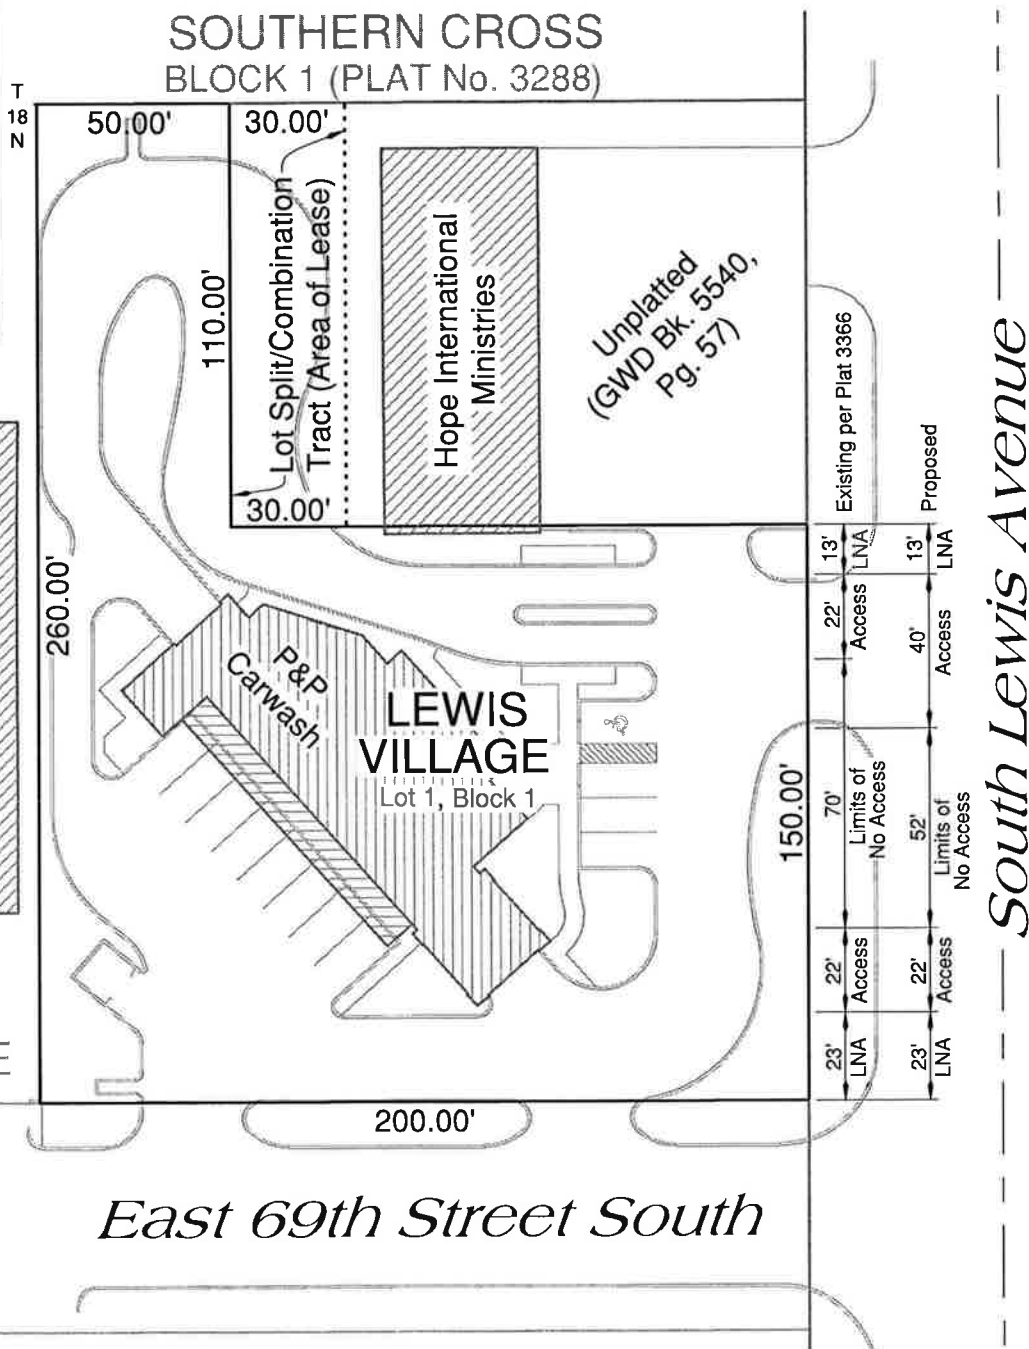 SOUTHERN CROSS
BLOCK 1 (PLAT No. 3288)
T
18
N
50.00'
30.00'
110.00'
Lot Split/Combination
Tract (Area of Lease)
30.00'
Hope International
Ministries
Unplatted
(GWD Bk. 5540,
Pg. 57)
Existing per Plat 3366
Proposed
South Lewis Avenue
260.00'
P&P
Carwash
LEWIS
VILLAGE
Lot 1, Block 1
150.00'
13'
LNA
22'
Access
70'
Limits of
No Access
22'
Access
23'
LNA
13'
LNA
40'
Access
52'
Limits of
No Access
22'
Access
23'
LNA
200.00'
East 69th Street South